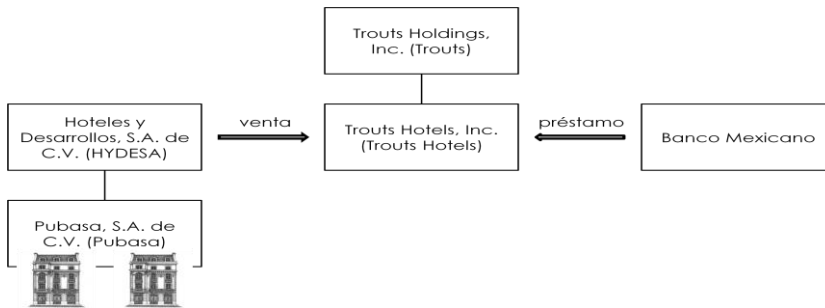 Trouts Holdings,
Inc. (Trouts)
Hoteles y
Desarrollos, S.A. de
C.V. (HYDESA)
venta
Trouts Hotels, Inc.
(Trouts Hotels)
préstamo
Banco Mexicano
Pubasa, S.A. de
C.V. (Pubasa)